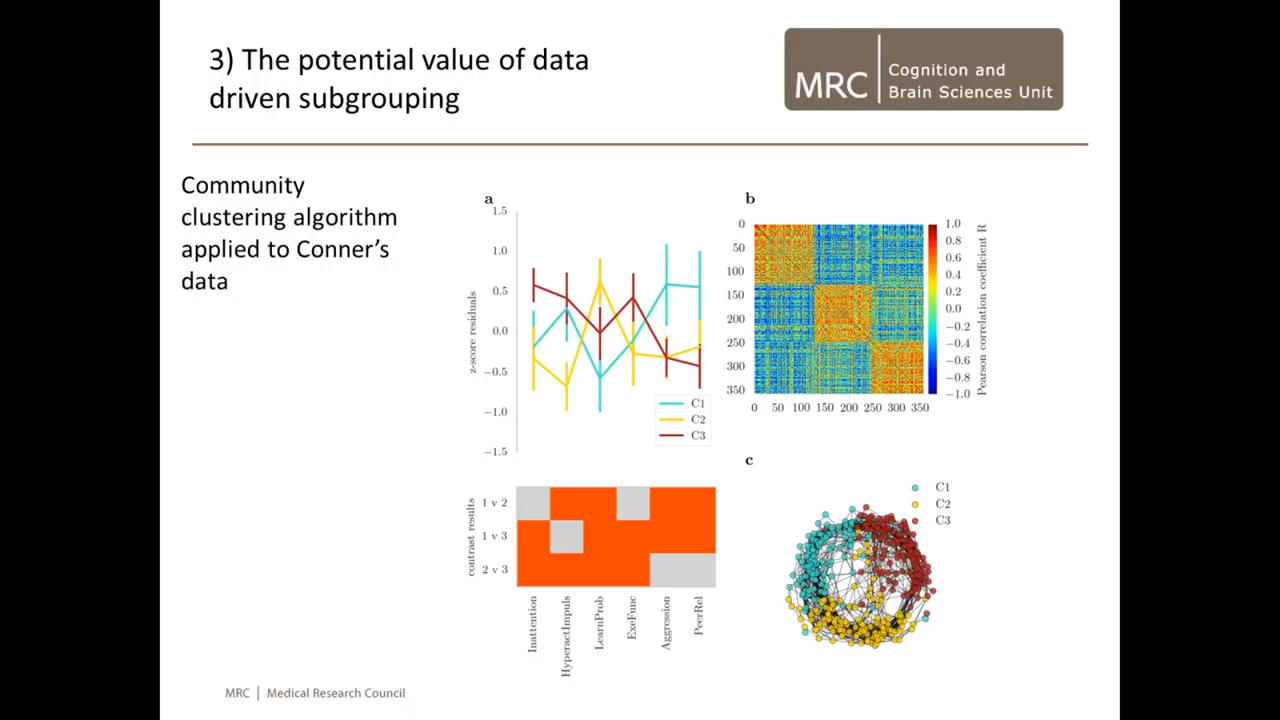 3) The potential value of data
driven subgrouping
MRC
Cognition and
Brain Sciences Unit
Community
clustering algorithm
applied to Conner’s
data
a
1.5
1.0
0.5
0.0
−0.5
−1.0
−1.5
z-score residuals
C1
C2
C3
contrast results
1 v 2
1 v 3
2 v 3
Inattention
HyperactImpuls
LearnProb
ExeFunc
Aggression
PeerRel
b
0
50
100
150
200
250
300
350
0 50 100 150 200 250 300 350
1.0
0.8
0.6
0.4
0.2
0.0
−0.2
−0.4
−0.6
−0.8
−1.0
Pearson correlation coefficient R
c
C1
C2
C3
MRC | Medical Research Council